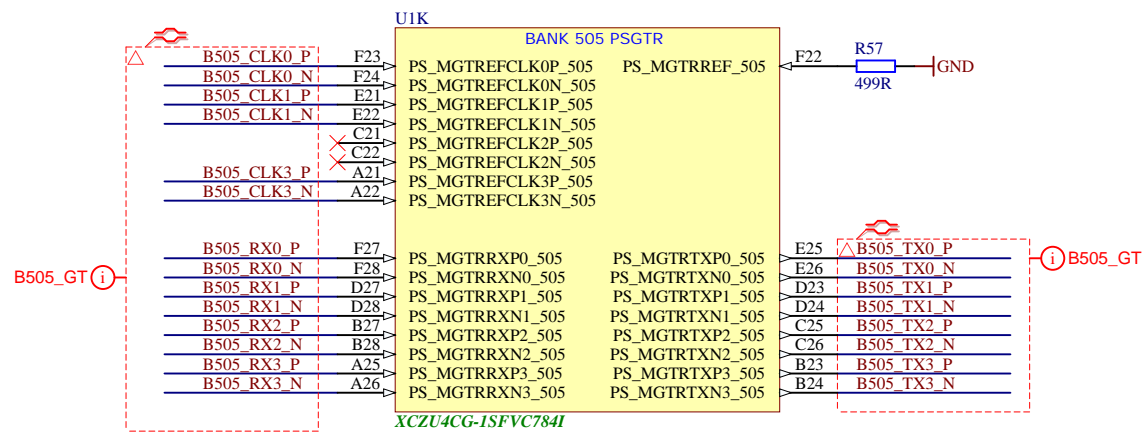 U1K
BANK 505 PSGTR
B505_CLK0_P F23 PS_MGTREFCLK0P_505 PS_MGTRREF_505 F22 R57 GND
499R
B505_CLK0_N F24 PS_MGTREFCLK0N_505
B505_CLK1_P E21 PS_MGTREFCLK1P_505
B505_CLK1_N E22 PS_MGTREFCLK1N_505
C21 PS_MGTREFCLK2P_505
C22 PS_MGTREFCLK2N_505
B505_CLK3_P A21 PS_MGTREFCLK3P_505
B505_CLK3_N A22 PS_MGTREFCLK3N_505
B505_RX0_P F27 PS_MGTRRXP0_505 PS_MGTRTXP0_505 E25 B505_TX0_P
B505_GT i B505_RX0_N F28 PS_MGTRRXN0_505 PS_MGTRTXN0_505 E26 B505_TX0_N i B505_GT
B505_RX1_P D27 PS_MGTRRXP1_505 PS_MGTRTXP1_505 D23 B505_TX1_P
B505_RX1_N D28 PS_MGTRRXN1_505 PS_MGTRTXN1_505 D24 B505_TX1_N
B505_RX2_P B27 PS_MGTRRXP2_505 PS_MGTRTXP2_505 C25 B505_TX2_P
B505_RX2_N B28 PS_MGTRRXN2_505 PS_MGTRTXN2_505 C26 B505_TX2_N
B505_RX3_P A25 PS_MGTRRXP3_505 PS_MGTRTXP3_505 B23 B505_TX3_P
B505_RX3_N A26 PS_MGTRRXN3_505 PS_MGTRTXN3_505 B24 B505_TX3_N
XCZU4CG-1SFVC784I